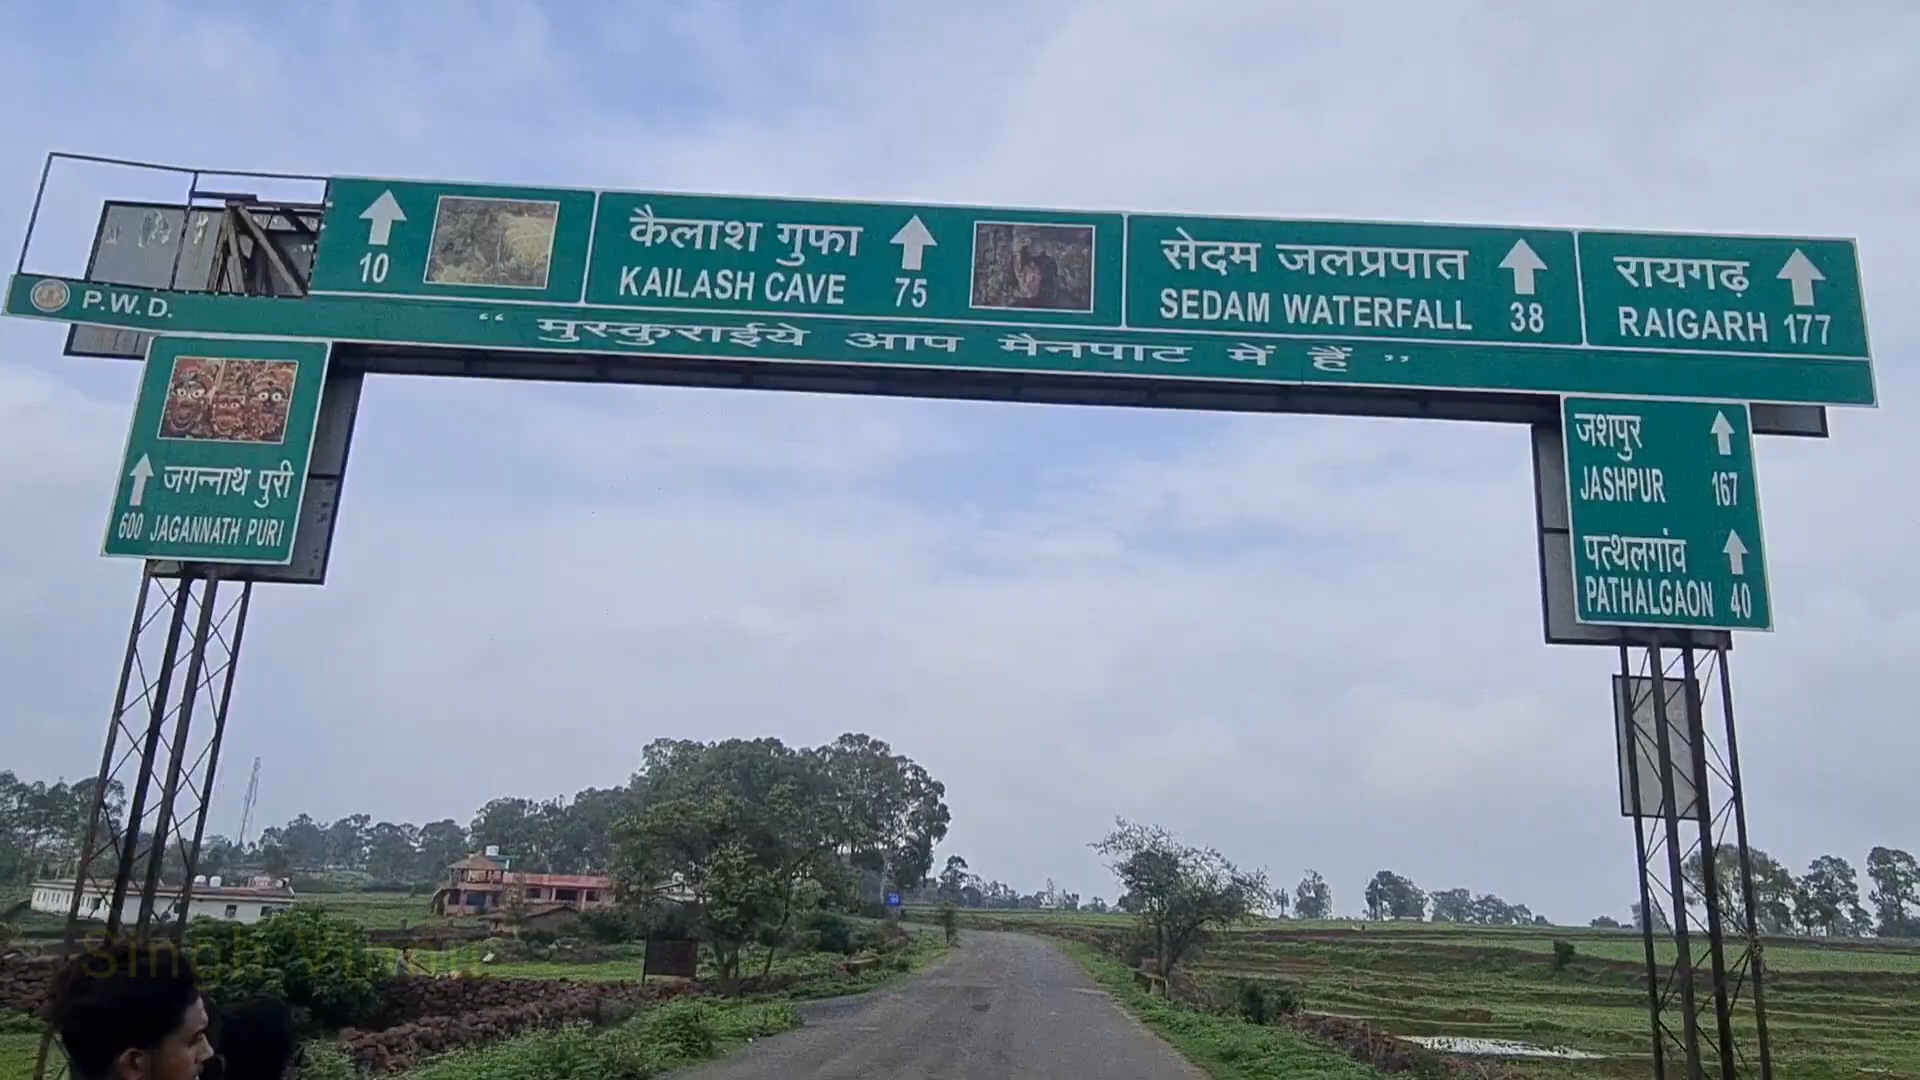 10
कैलाश गुफा
KAILASH CAVE 75
सेदम जलप्रपात
SEDAM WATERFALL 38
रायगढ़
RAIGARH 177
P.W.D.
“ मुस्कुराईये आप मैनपाट में हैं ”
जगन्नाथ पुरी
600 JAGANNATH PURI
जशपुर
JASHPUR 167
पत्थलगांव
PATHALGAON 40